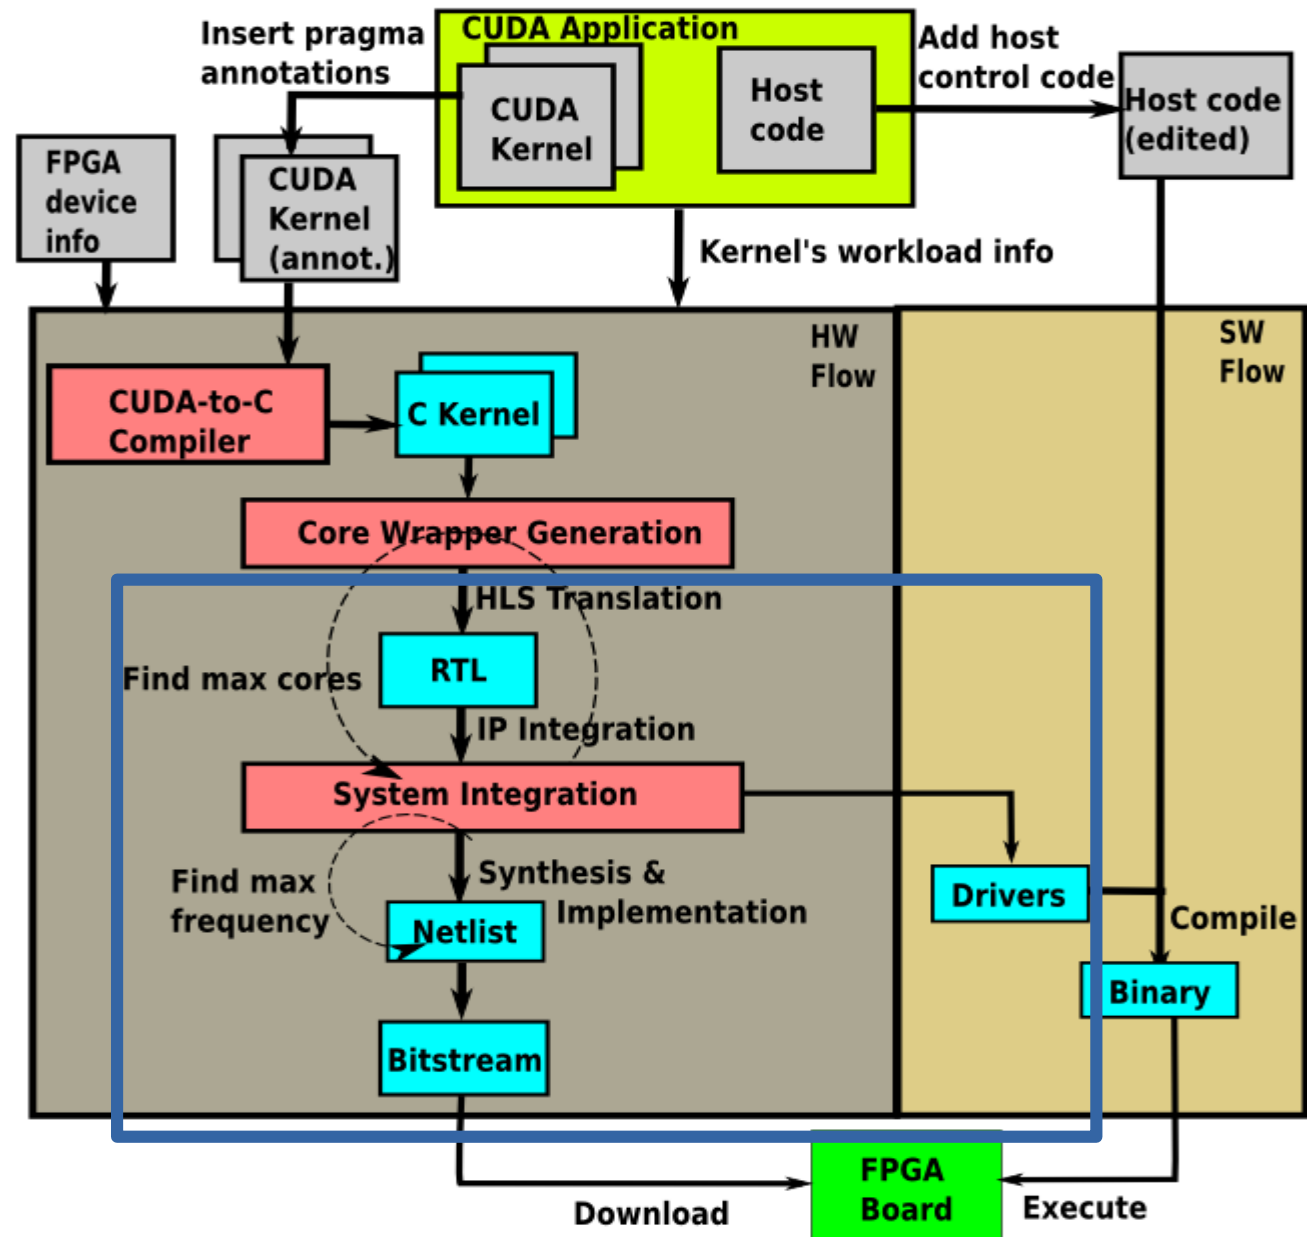 Insert pragma
annotations
CUDA Application
CUDA
Kernel
Host
code
Add host
control code
Host code
(edited)
FPGA
device
info
CUDA
Kernel
(annot.)
Kernel's workload info
HW
Flow
SW
Flow
CUDA-to-C
Compiler
C Kernel
Core Wrapper Generation
HLS Translation
RTL
Find max cores
IP Integration
System Integration
Find max
frequency
Synthesis &
Implementation
Netlist
Drivers
Compile
Binary
Bitstream
FPGA
Board
Download
Execute